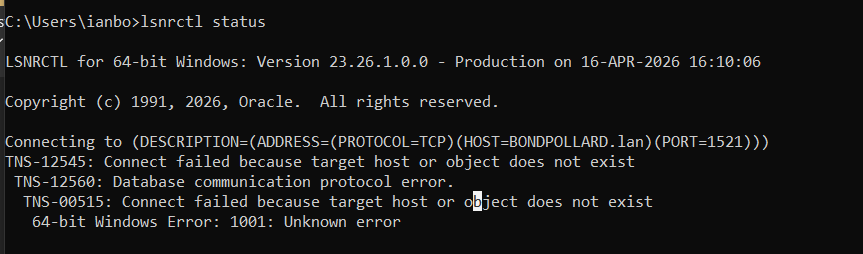 sC:\Users\ianbo>lsnrctl status
LSNRCTL for 64-bit Windows: Version 23.26.1.0.0 - Production on 16-APR-2026 16:10:06
Copyright (c) 1991, 2026, Oracle.  All rights reserved.
Connecting to (DESCRIPTION=(ADDRESS=(PROTOCOL=TCP)(HOST=BONDPOLLARD.lan)(PORT=1521)))
TNS-12545: Connect failed because target host or object does not exist
 TNS-12560: Database communication protocol error.
  TNS-00515: Connect failed because target host or object does not exist
   64-bit Windows Error: 1001: Unknown error